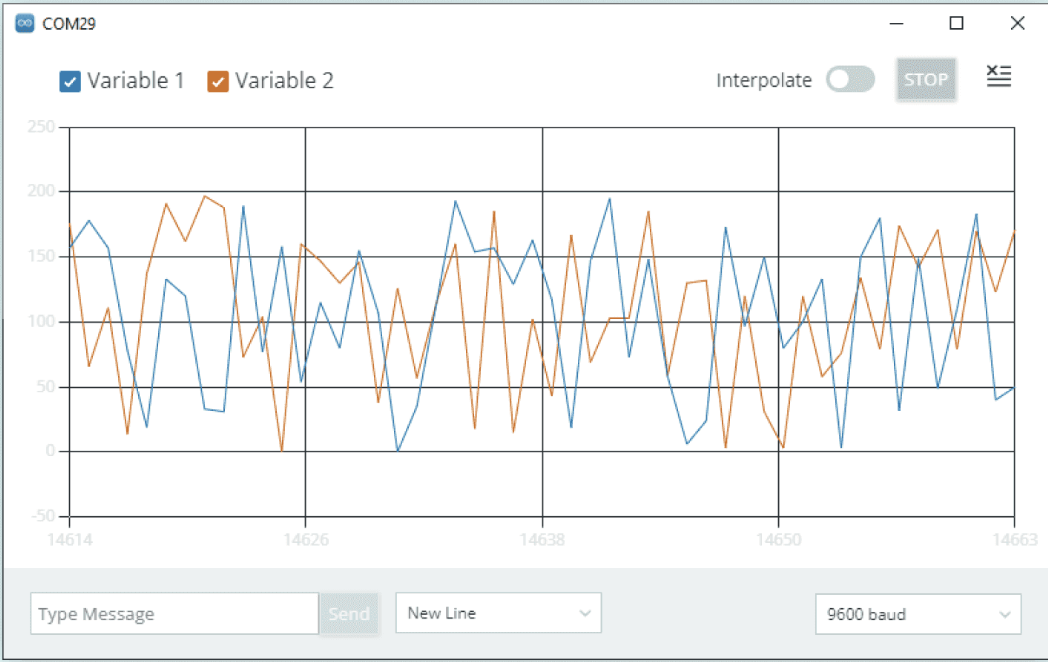 COM29
Variable 1 Variable 2 Interpolate STOP
250
200
150
100
50
0
-50
14614 14626 14638 14650 14663
Type Message Send New Line 9600 baud